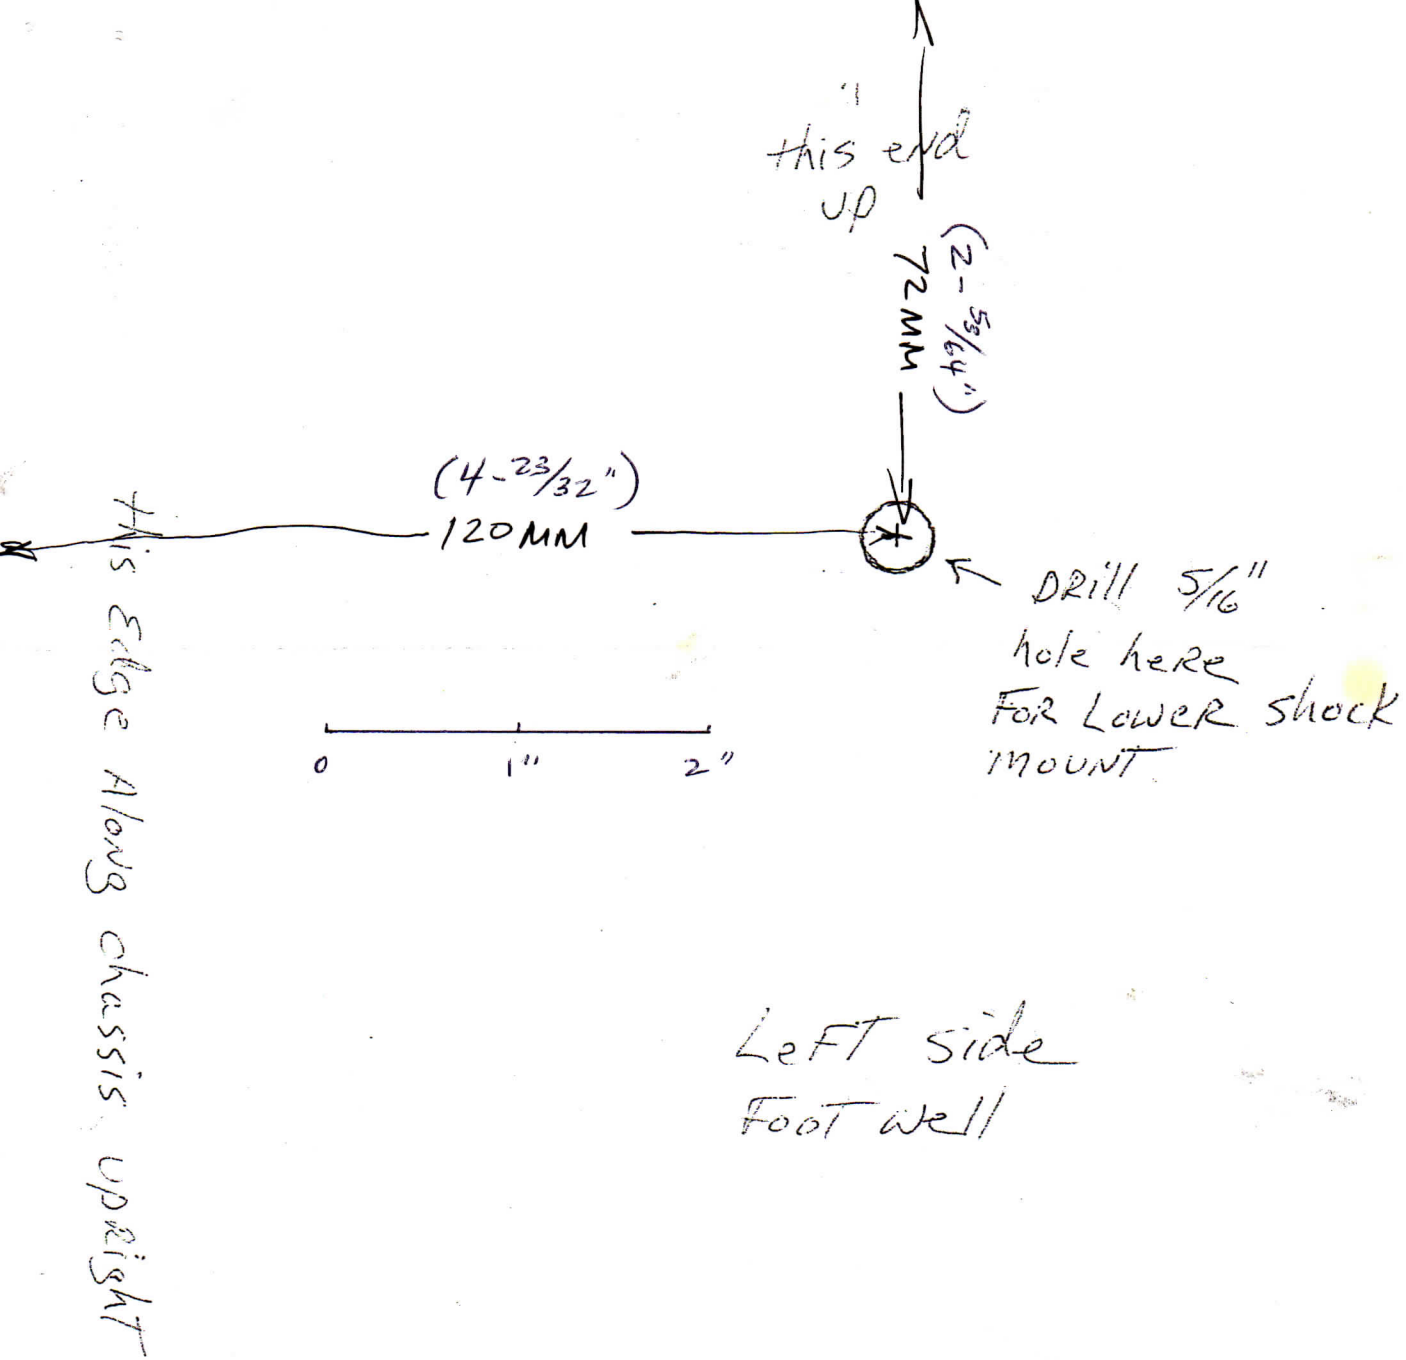 this end
up
(2-53/64")
72MM
(4-23/32")
120MM
DRill 5/16"
hole heRe
FOR LOWER shock
MOUNT
0 1" 2"
this Edge Along chassis upRighT
LeFT side
FooT well